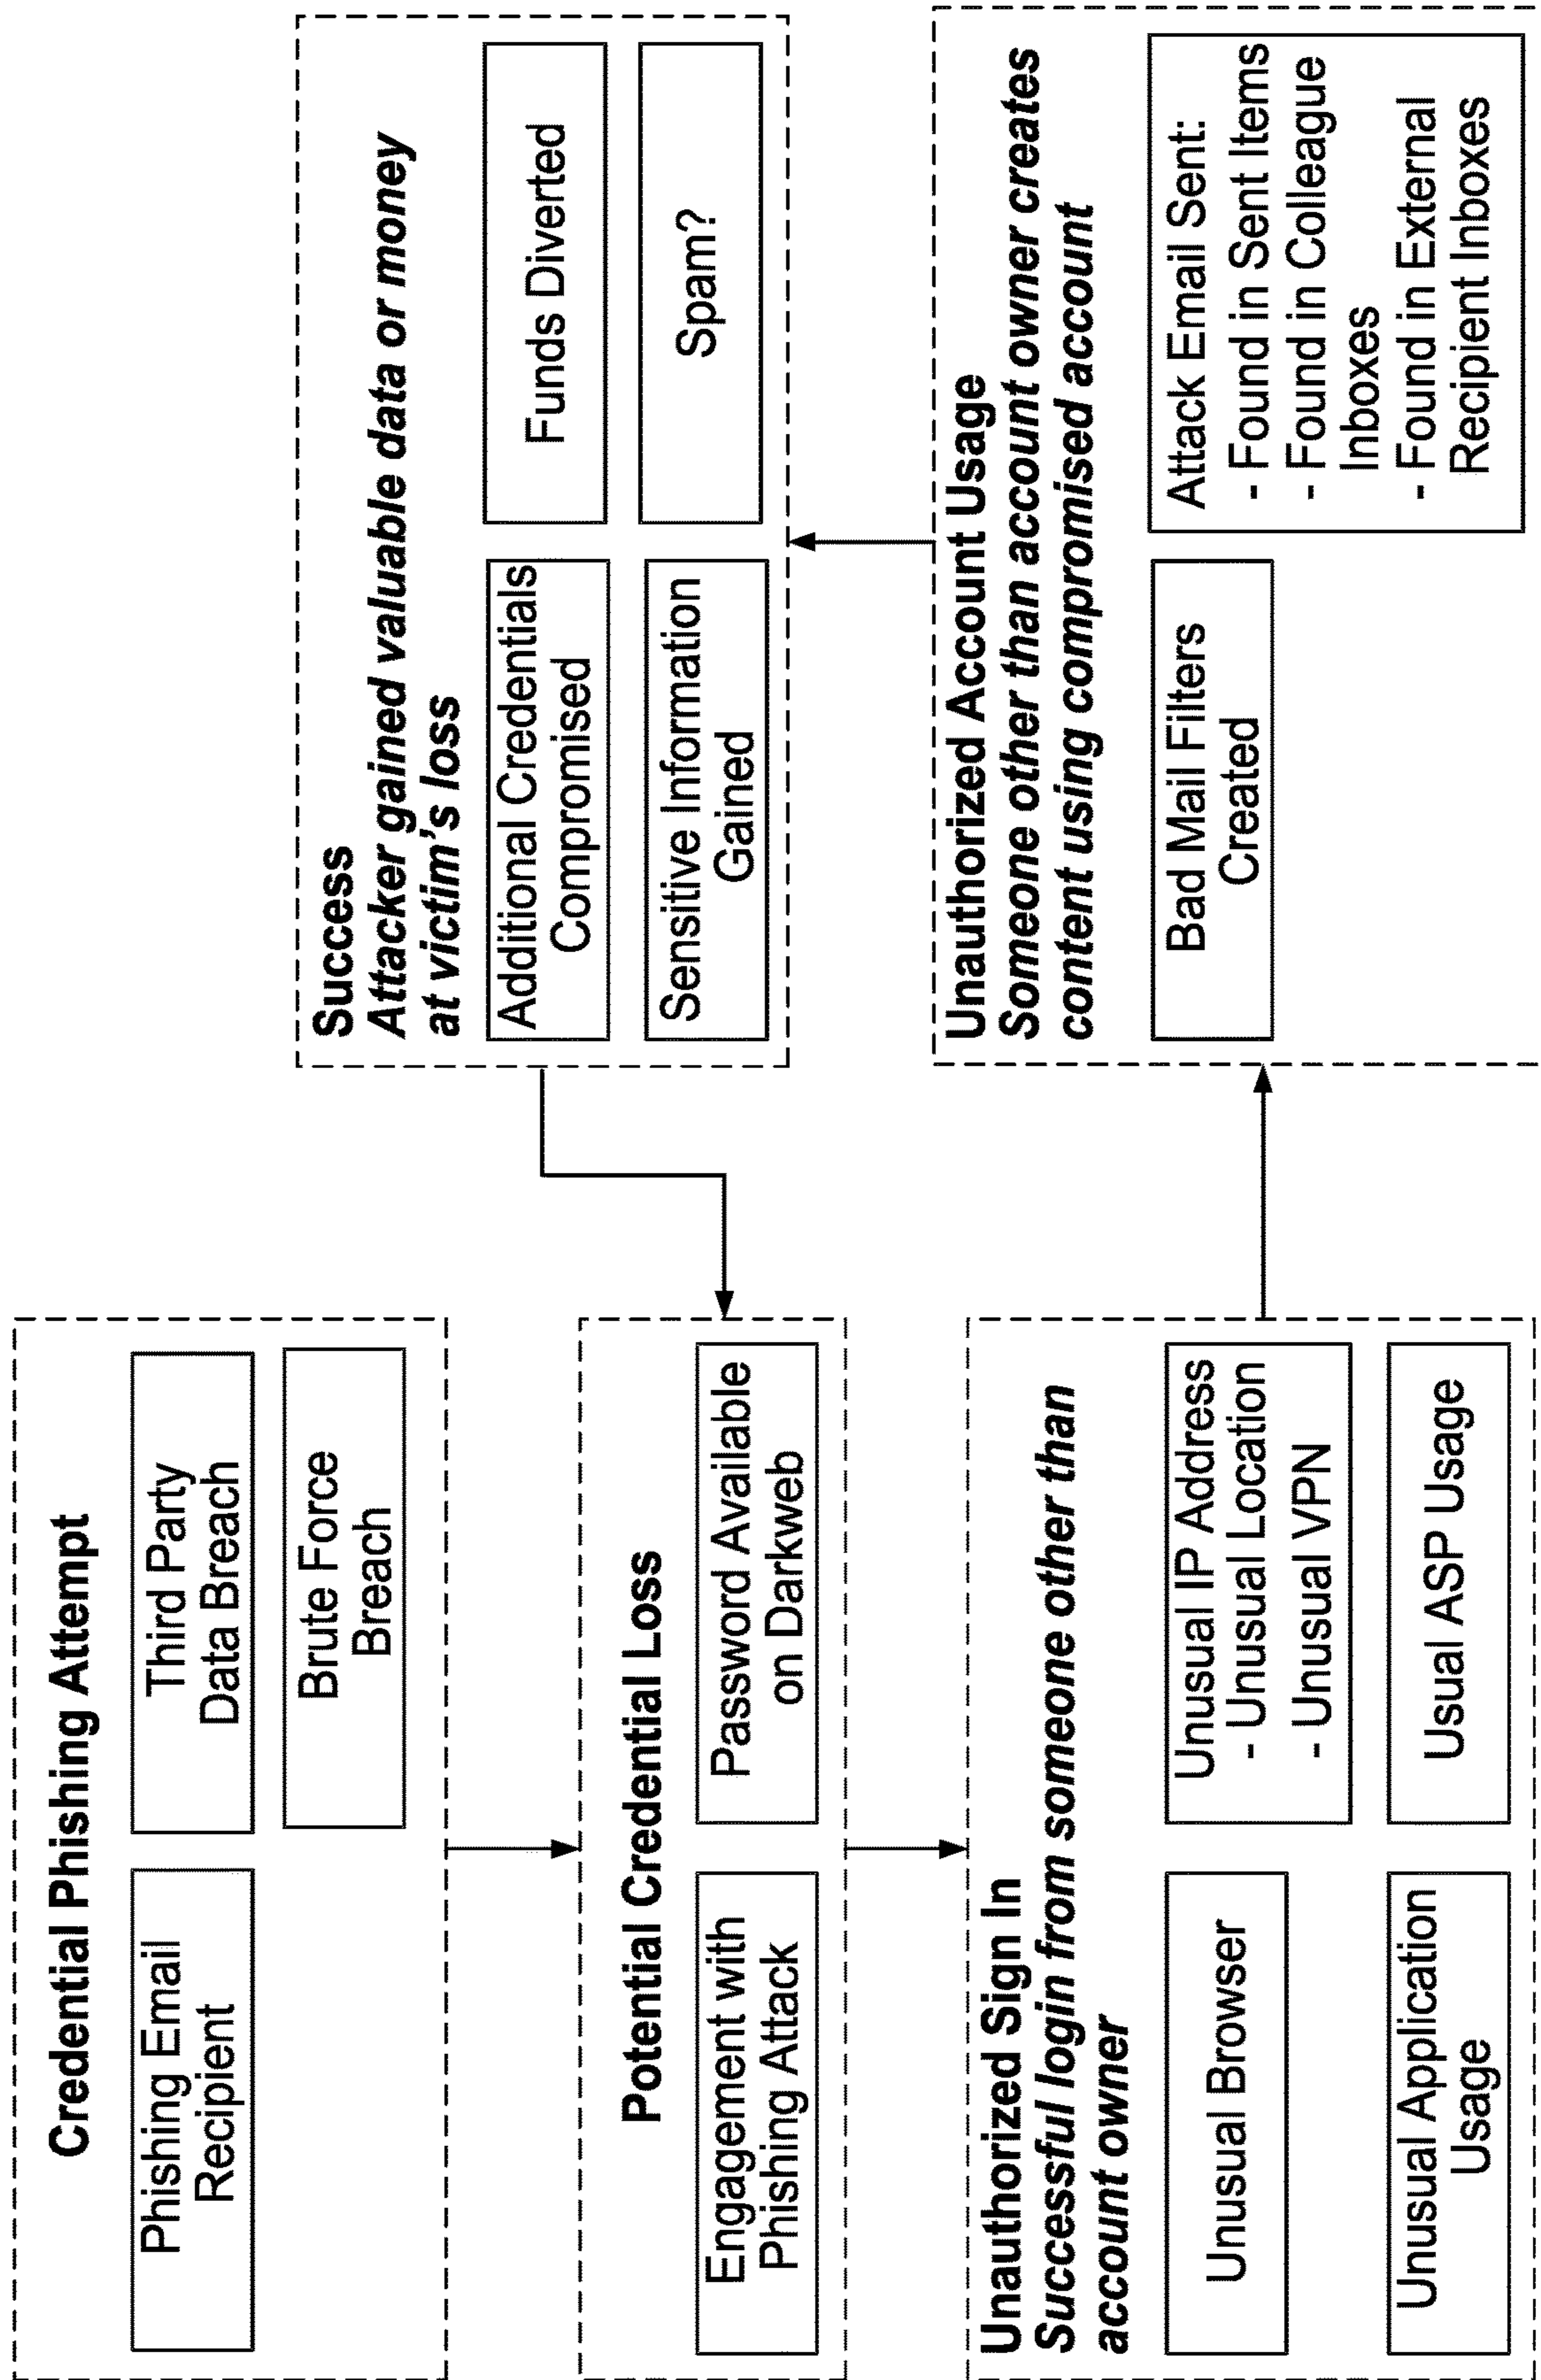 Credential Phishing Attempt
Phishing Email
Recipient
Third Party
Data Breach
Brute Force
Breach
Potential Credential Loss
Engagement with
Phishing Attack
Password Available
on Darkweb
Unauthorized Sign In
Successful login from someone other than
account owner
Unusual Browser
Unusual IP Address
- Unusual Location
- Unusual VPN
Unusual Application
Usage
Usual ASP Usage
Success
Attacker gained valuable data or money
at victim's loss
Additional Credentials
Compromised
Funds Diverted
Sensitive Information
Gained
Spam?
Unauthorized Account Usage
Someone other than account owner creates
content using compromised account
Bad Mail Filters
Created
Attack Email Sent:
- Found in Sent Items
- Found in Colleague
Inboxes
- Found in External
Recipient Inboxes